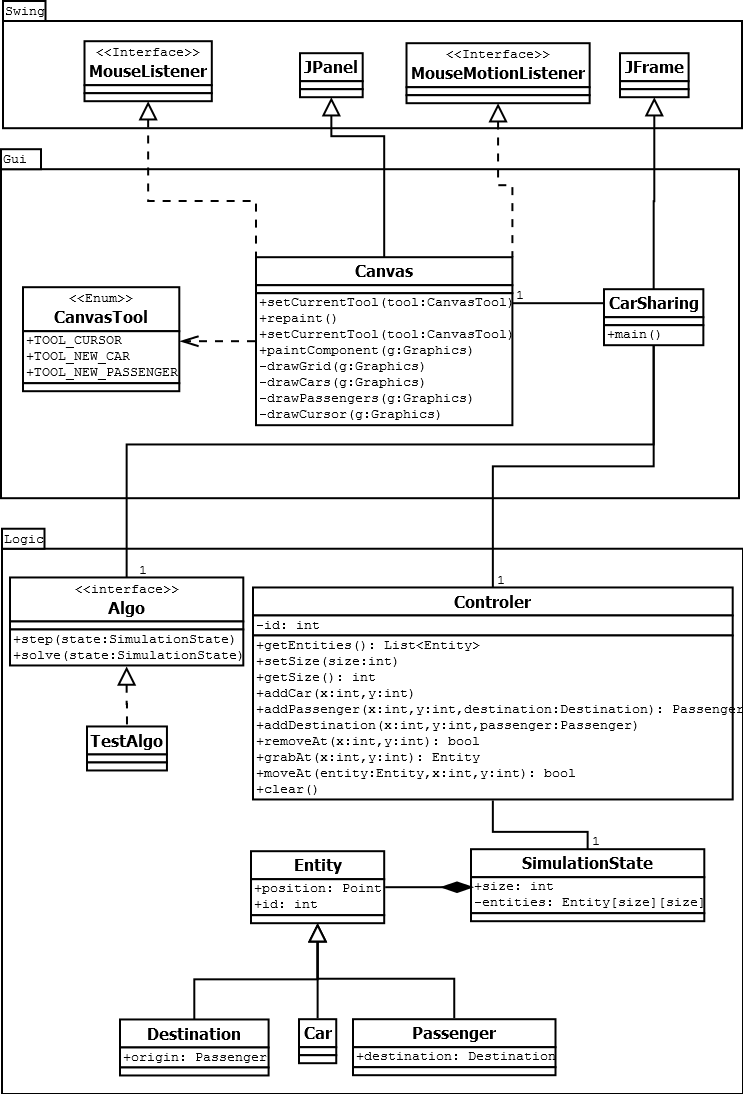 Swing
<<Interface>>
MouseListener
JPanel
<<Interface>>
MouseMotionListener
JFrame
Gui
Canvas
+setCurrentTool(tool:CanvasTool)
+repaint()
+setCurrentTool(tool:CanvasTool)
+paintComponent(g:Graphics)
-drawGrid(g:Graphics)
-drawCars(g:Graphics)
-drawPassengers(g:Graphics)
-drawCursor(g:Graphics)
<<Enum>>
CanvasTool
+TOOL_CURSOR
+TOOL_NEW_CAR
+TOOL_NEW_PASSENGER
1
CarSharing
+main()
Logic
1
<<interface>>
Algo
+step(state:SimulationState)
+solve(state:SimulationState)
TestAlgo
1
Controler
-id: int
+getEntities(): List<Entity>
+setSize(size:int)
+getSize(): int
+addCar(x:int,y:int)
+addPassenger(x:int,y:int,destination:Destination): Passenger
+addDestination(x:int,y:int,passenger:Passenger)
+removeAt(x:int,y:int): bool
+grabAt(x:int,y:int): Entity
+moveAt(entity:Entity,x:int,y:int): bool
+clear()
1
Entity
+position: Point
+id: int
SimulationState
+size: int
-entities: Entity[size][size]
Destination
+origin: Passenger
Car
Passenger
+destination: Destination